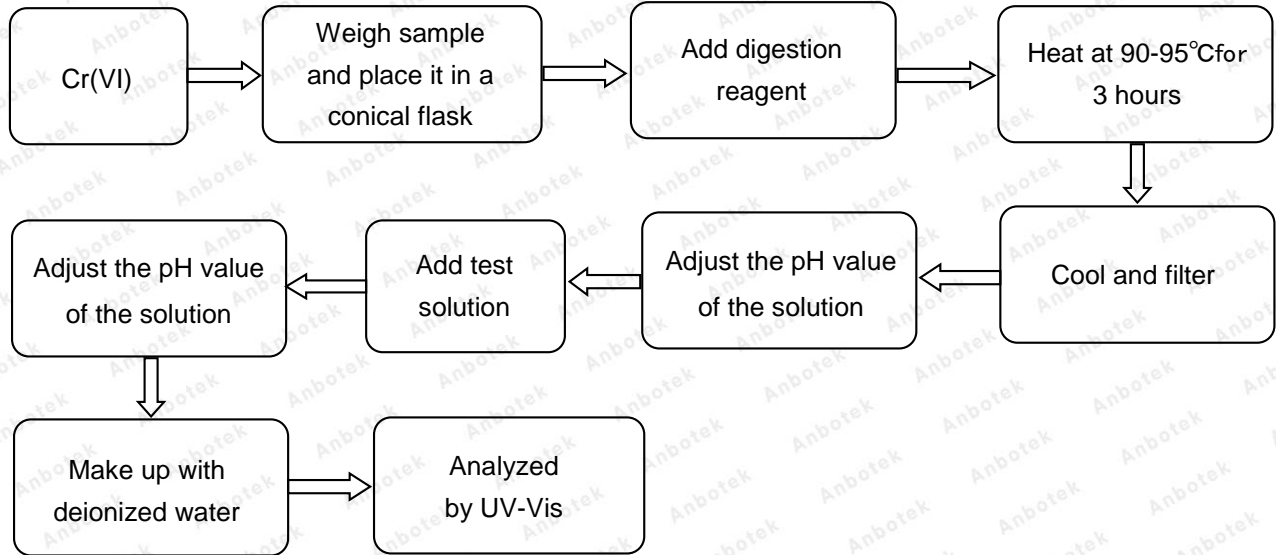 Cr(VI)
Weigh sample
and place it in a
conical flask
Add digestion
reagent
Heat at 90-95°Cfor
3 hours
Cool and filter
Adjust the pH value
of the solution
Add test
solution
Adjust the pH value
of the solution
Make up with
deionized water
Analyzed
by UV-Vis
Anbotek